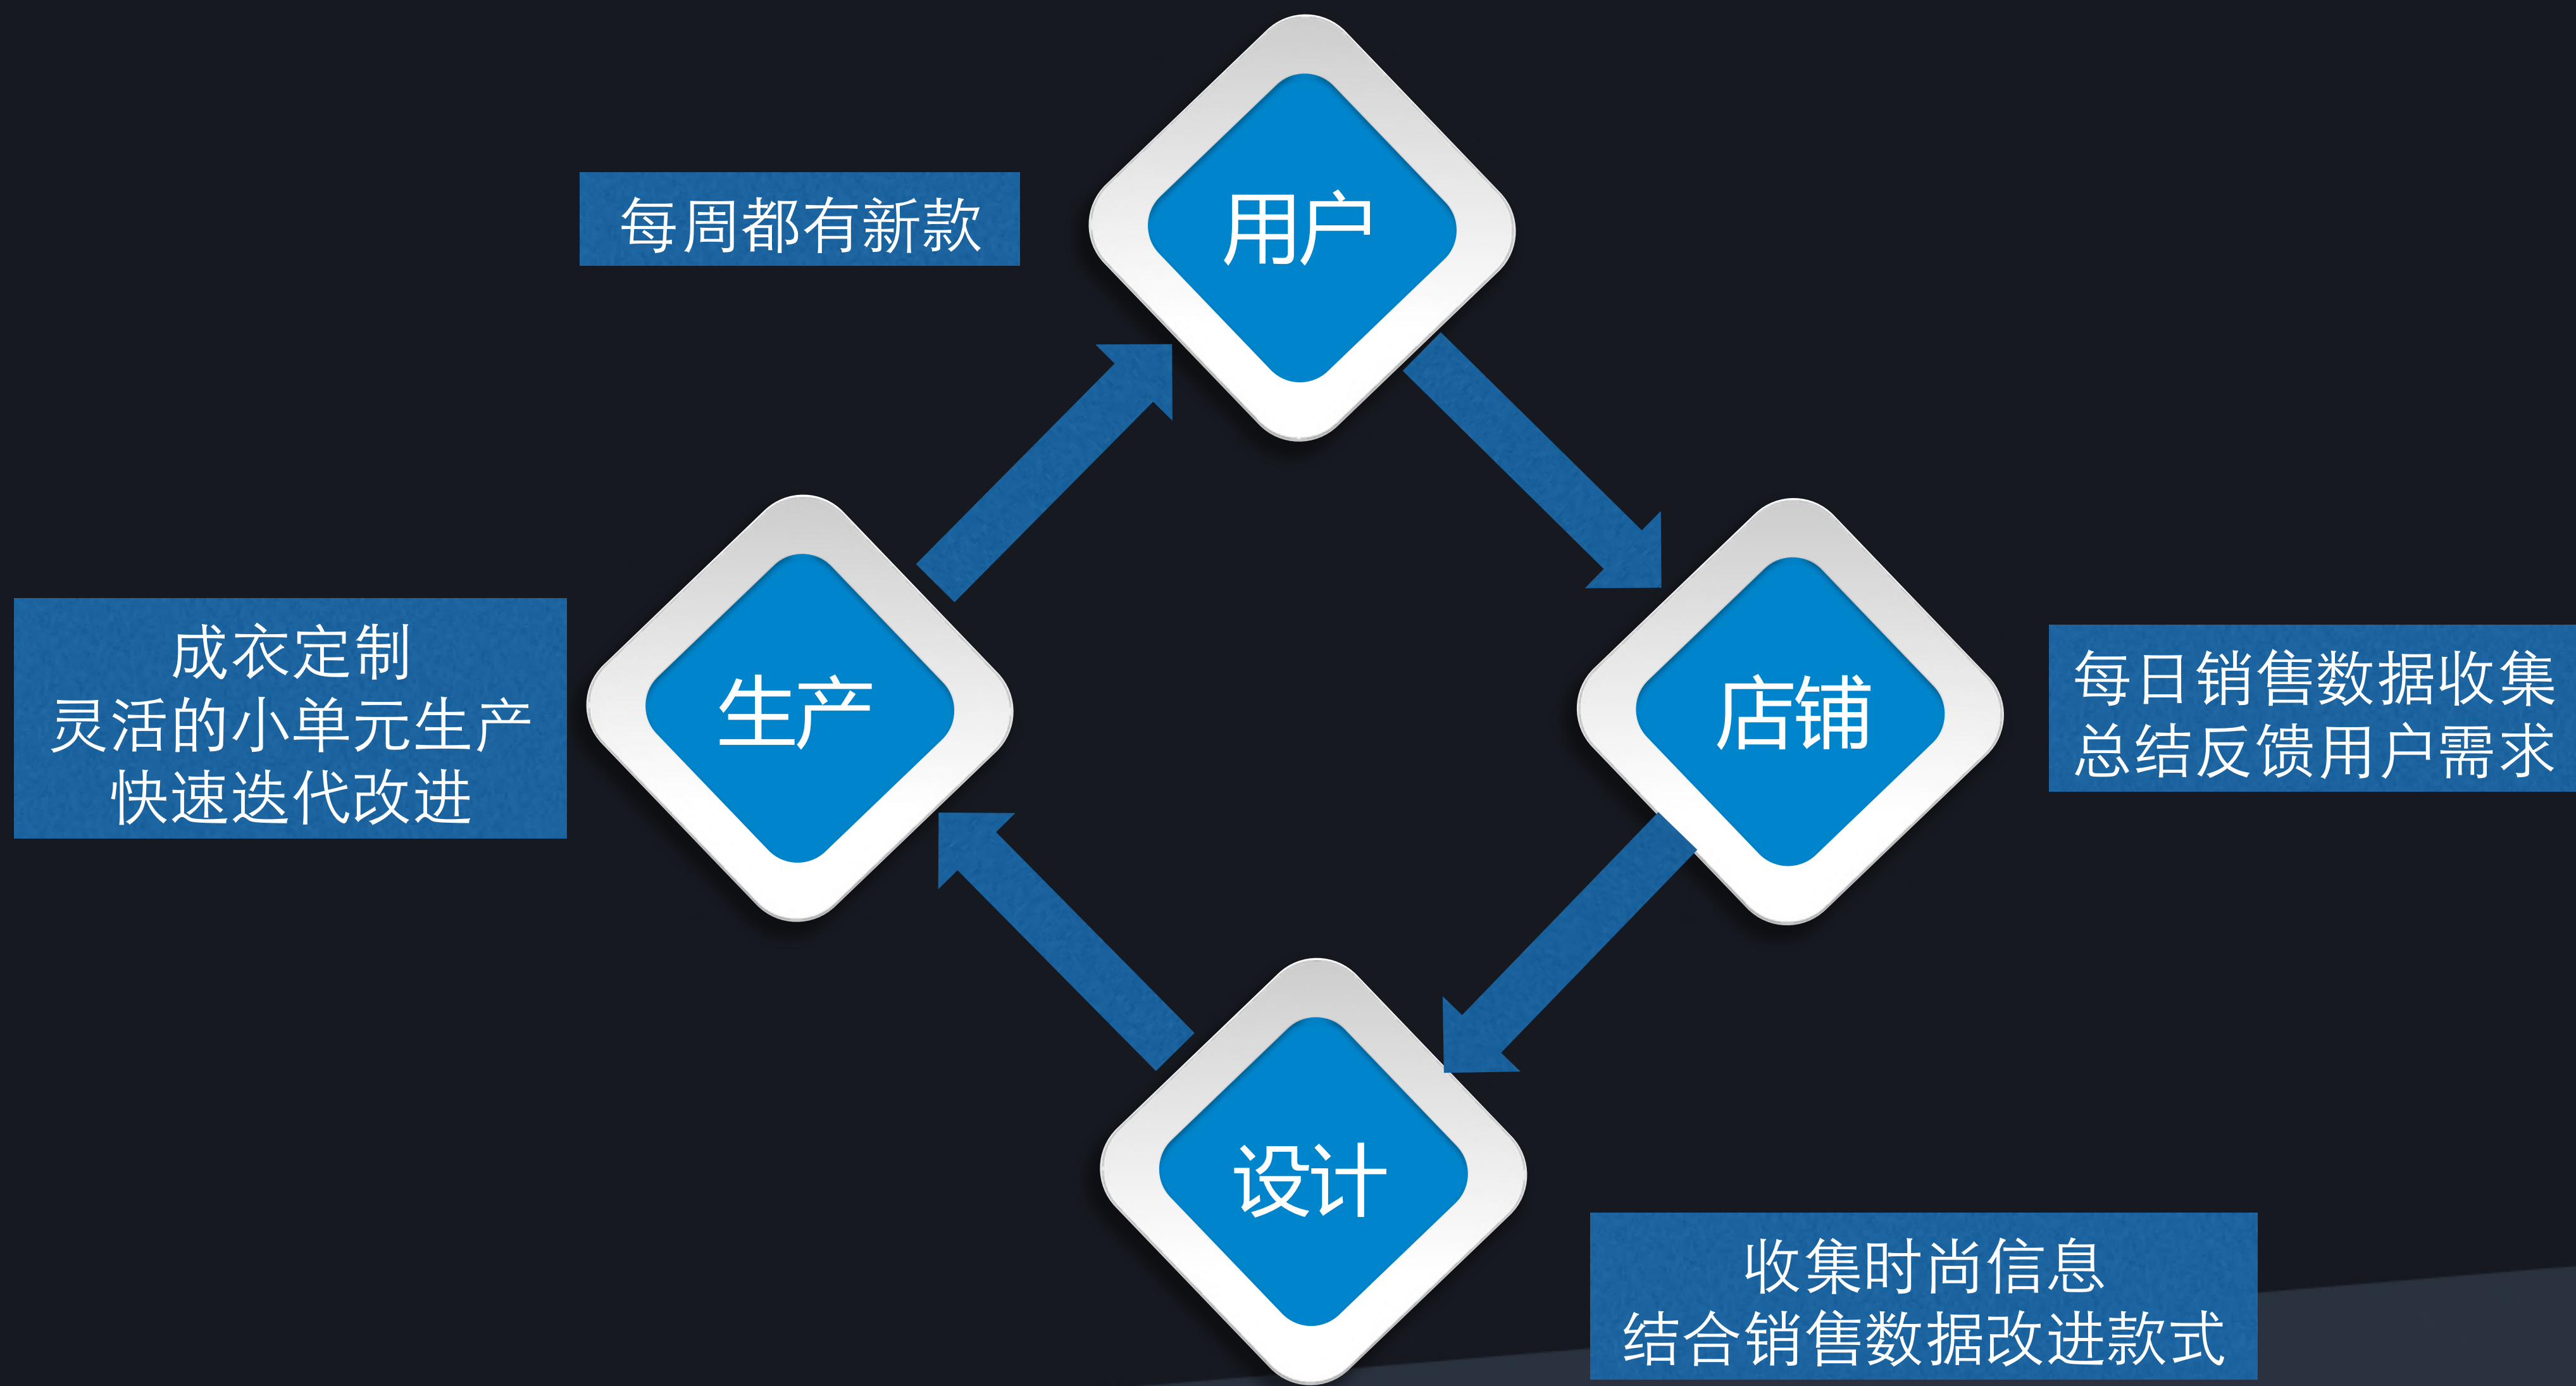 用户
每周都有新款
生产
成衣定制
灵活的小单元生产
快速迭代改进
店铺
每日销售数据收集
总结反馈用户需求
设计
收集时尚信息
结合销售数据改进款式